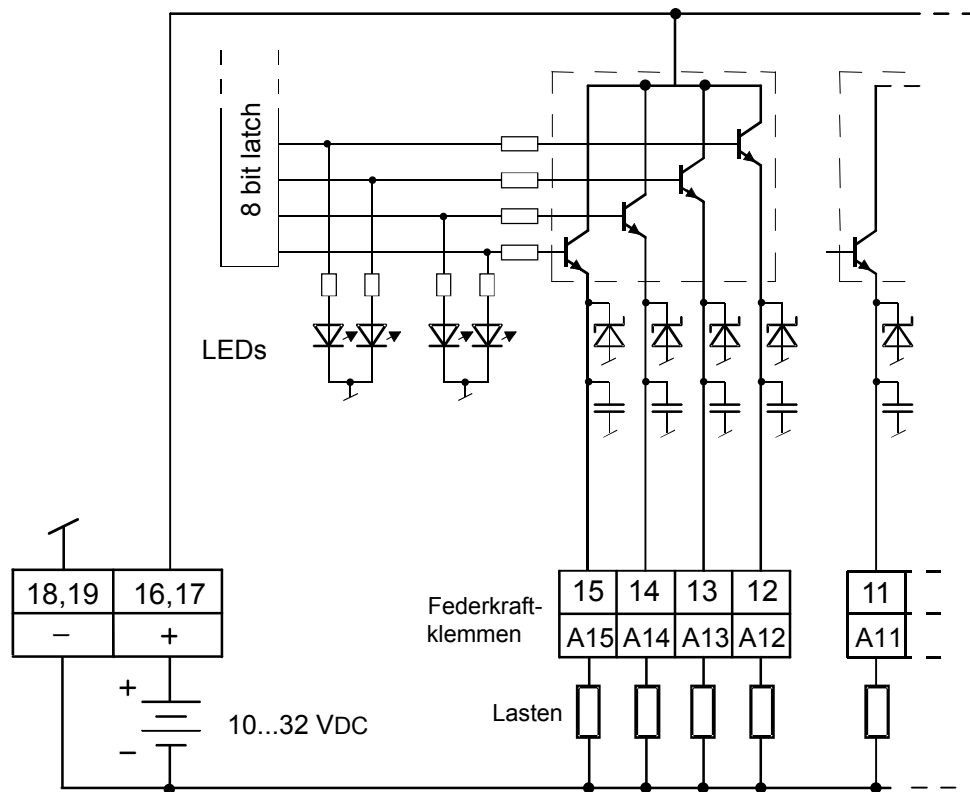 8 bit latch
LEDs
18,19 16,17
– +
+
–
10...32 VDC
Federkraft-
klemmen
15 14 13 12 11
A15 A14 A13 A12 A11
Lasten